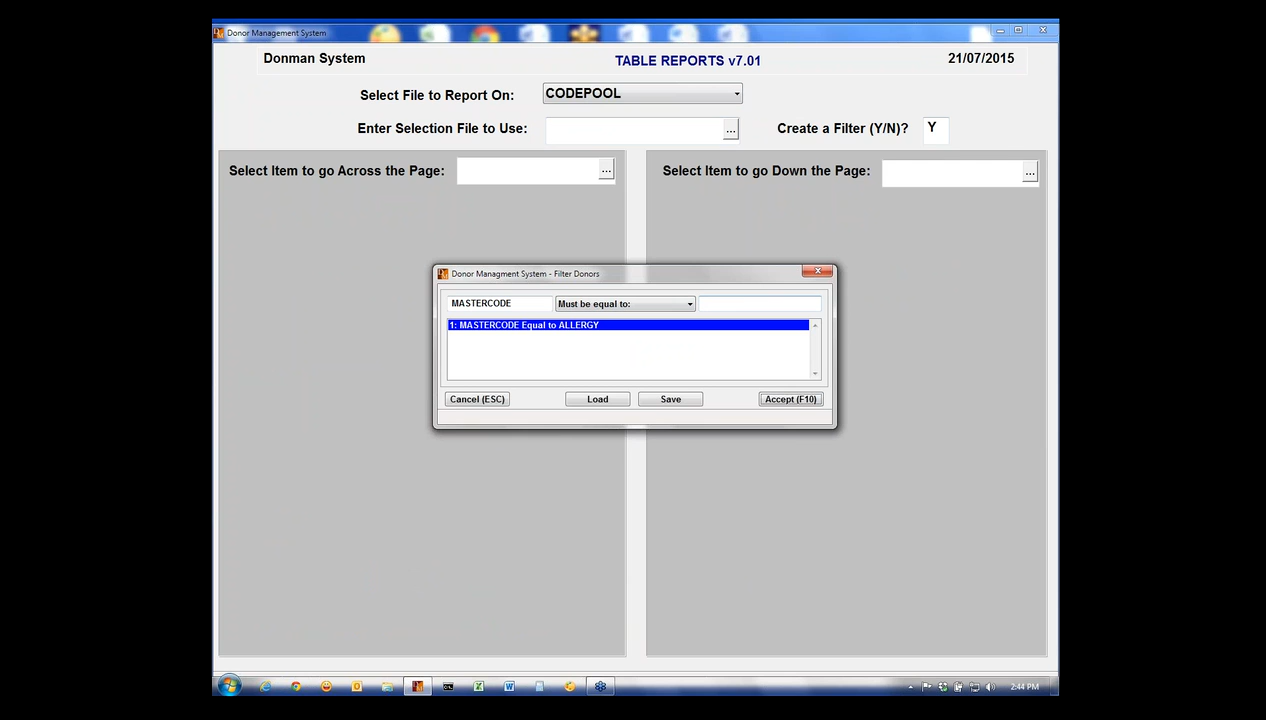 Donor Management System
Donman System
TABLE REPORTS v7.01
21/07/2015
Select File to Report On:
CODEPOOL
Enter Selection File to Use:
...
Create a Filter (Y/N)?
Y
Select Item to go Across the Page:
...
Select Item to go Down the Page:
...
Donor Managment System - Filter Donors
MASTERCODE
Must be equal to:
1: MASTERCODE Equal to ALLERGY
Cancel (ESC)
Load
Save
Accept (F10)
2:44 PM